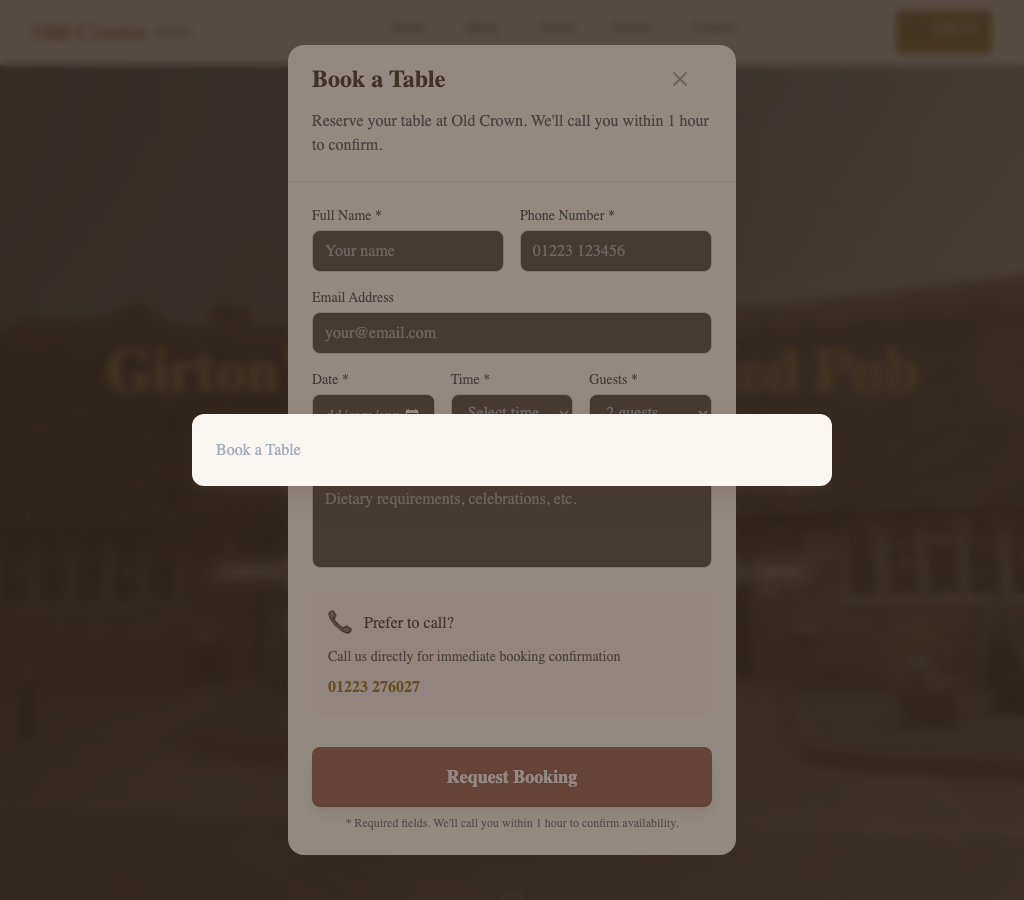 Old Crown
Book a Table
Reserve your table at Old Crown. We'll call you within 1 hour
to confirm.
Full Name *
Phone Number *
Your name
01223 123456
Email Address
your@email.com
Date *
Time *
Guests *
dd/mm/yyyy
Select time
2 guests
Book a Table
Dietary requirements, celebrations, etc.
Girton'
ed Pub
Prefer to call?
Call us directly for immediate booking confirmation
01223 276027
Request Booking
* Required fields. We'll call you within 1 hour to confirm availability.